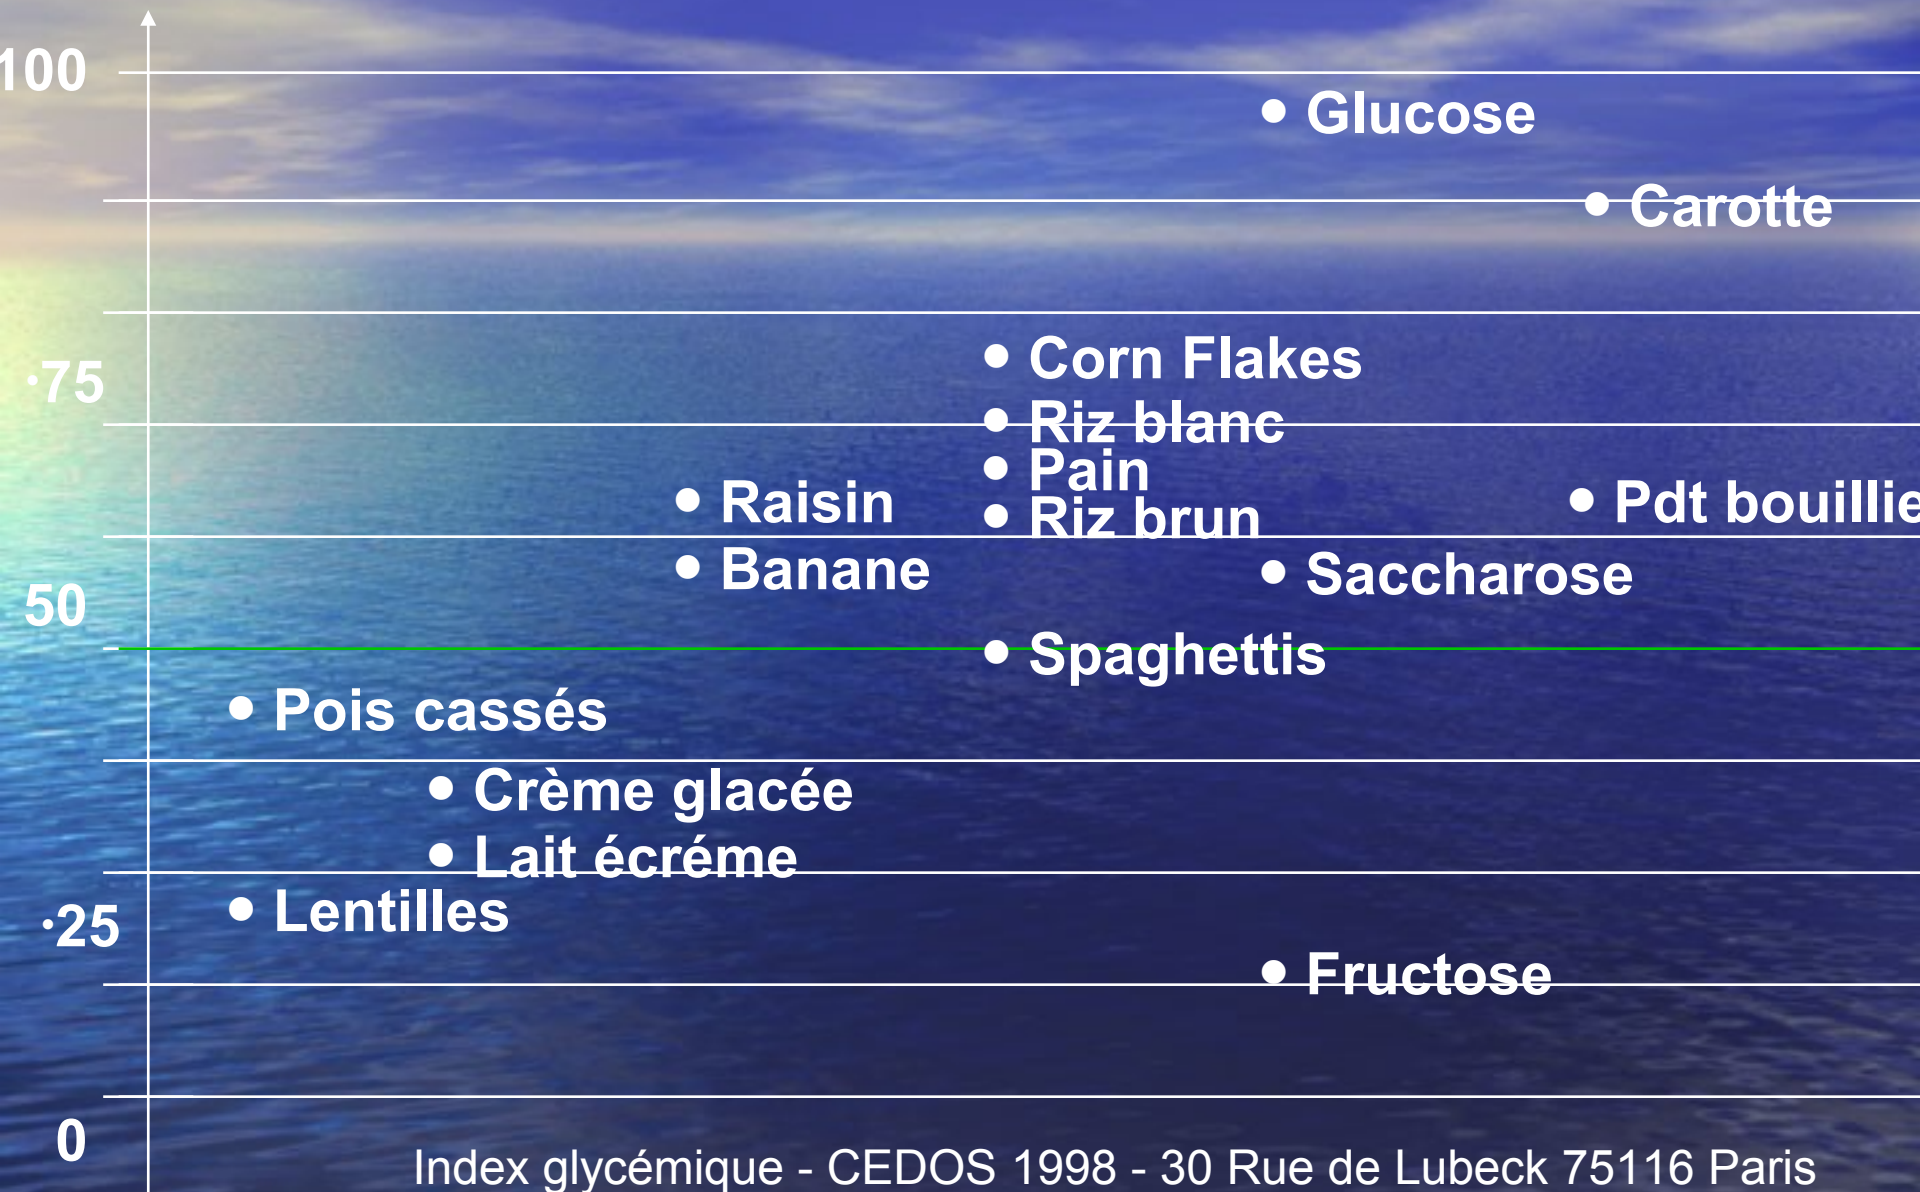 100
• Glucose
• Carotte
• Corn Flakes
·75
• Riz blanc
• Pain
• Raisin
• Pdt bouillie
• Riz brun
• Banane
• Saccharose
50
• Spaghettis
• Pois cassés
• Crème glacée
• Lait écréme
• Lentilles
·25
• Fructose
0
Index glycémique - CEDOS 1998 - 30 Rue de Lubeck 75116 Paris